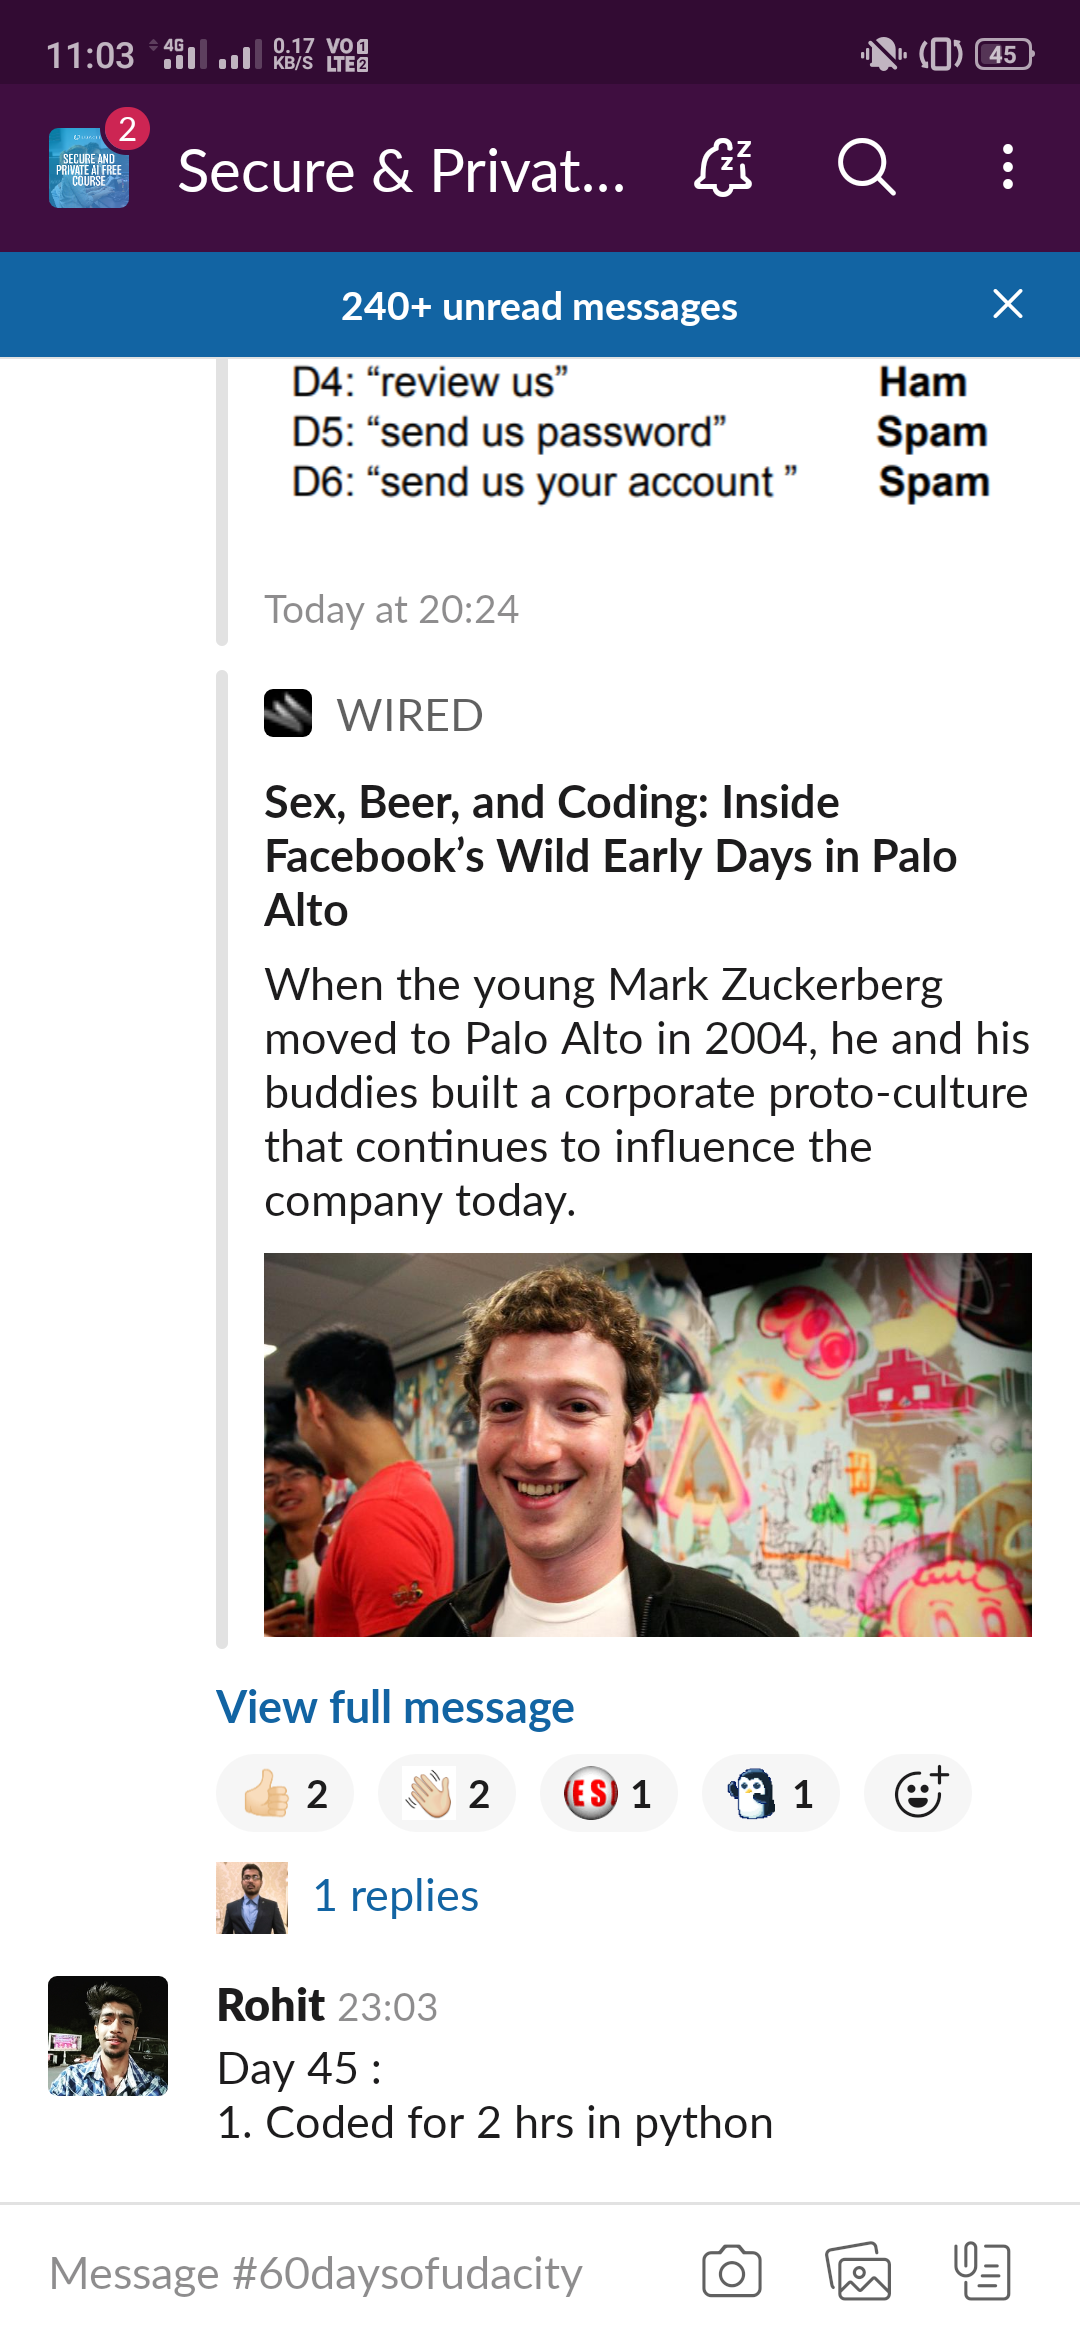 11:03
4G
0.17
KB/S
VO 1
LTE 2
45
2
SECURE AND
PRIVATE AI FREE
COURSE
Secure & Privat...
zz
240+ unread messages
D4: “review us” Ham
D5: “send us password” Spam
D6: “send us your account ” Spam
Today at 20:24
WIRED
Sex, Beer, and Coding: Inside
Facebook’s Wild Early Days in Palo
Alto
When the young Mark Zuckerberg
moved to Palo Alto in 2004, he and his
buddies built a corporate proto-culture
that continues to influence the
company today.
View full message
2
2
ES
1
1
1 replies
Rohit 23:03
Day 45 :
1. Coded for 2 hrs in python
Message #60daysofudacity